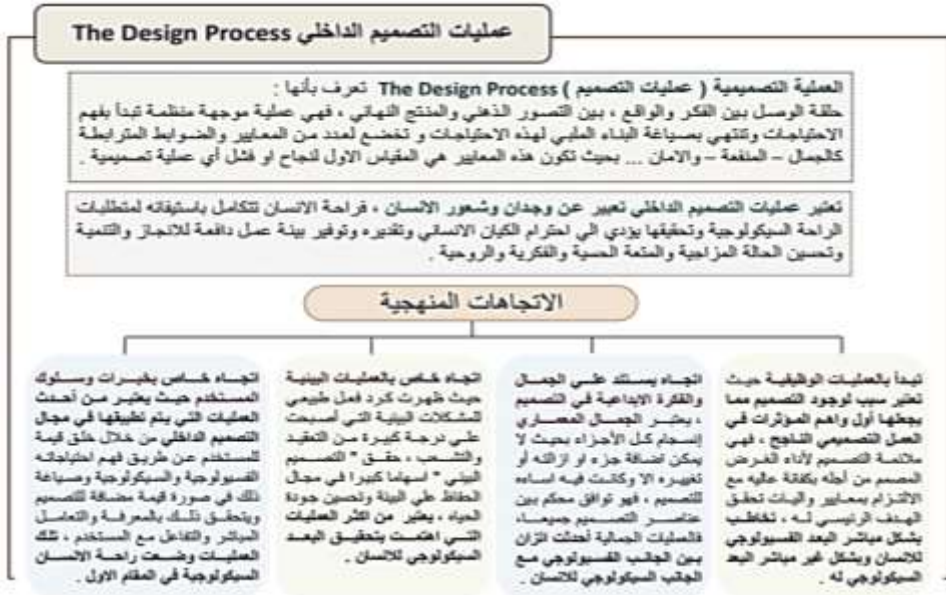 عمليات التصميم الداخلي The Design Process
العملية التصميمية ( عمليات التصميم ) The Design Process تعرف بأنها :
حلقة الوصل بين الفكر والواقع ، بين التصور الذهني والمنتج النهائي ، فهي عملية موجهة منظمة تبدأ بفهم
الاحتياجات وتنتهي بصياغة البناء الملبي لهذه الاحتياجات و تخضع لعدد من المعايير والضوابط المترابطة
كالجمال – المنفعة – والامان ... بحيث تكون هذه المعايير هي المقياس الاول لنجاح او فشل أي عملية تصميمية .
تعتبر عمليات التصميم الداخلي تعبير عن وجدان وشعور الانسان ، فراحة الانسان تتكامل باستيفائه لمتطلبات
الراحة السيكولوجية وتحقيقها يؤدي الي احترام الكيان الانساني وتقديره وتوفير بيئة عمل دافعة للانجاز والتنمية
وتحسين الحالة المزاجية والمتعة الحسية والفكرية والروحية .
الاتجاهات المنهجية
تبدأ بالعمليات الوظيفية حيث
تعتبر سبب لوجود التصميم مما
يجعلها أول واهم المؤثرات في
العمل التصميمي الناجح ، فهي
ملائمة التصميم لأداء الغرض
المصمم من أجله بكفائة عاليه مع
الالتزام بمعايير واليات تحقق
الهدف الرئيسي له ، تخاطب
بشكل مباشر البعد الفسيولوجي
للانسان وبشكل غير مباشر البعد
السيكولوجي له .
اتجاه يستند علي الجمال
والفكرة الابداعية في التصميم
، يعتبر الجمال المعماري
إنسجام كل الأجزاء بحيث لا
يمكن اضافة جزء او ازالته أو
تغييره الا وكانت فيه اساءه
للتصميم ، فهو توافق محكم بين
عناصر التصميم جميعا،
فالعمليات الجمالية أحدثت اتزان
بين الجانب الفسيولوجي مع
الجانب السيكولوجي للانسان .
اتجاه خاص بالعمليات البيئية
حيث ظهرت كرد فعل طبيعي
للمشكلات البيئية التي أصبحت
علي درجة كبيرة من التعقيد
والتشعب ، حقق " التصميم
البيئي " اسهاما كبيرا في مجال
الحفاظ علي البيئة وتحسين جودة
الحياه ، يعتبر من اكثر العمليات
التي اهتمت بتحقيق البعد
السيكولوجي للانسان .
اتجاه خاص بخبرات وسلوك
المستخدم حيث يعتبر من أحدث
العمليات التي يتم تطبيقها في مجال
التصميم الداخلي من خلال خلق قيمة
للمستخدم عن طريق فهم احتياجاته
الفسيولوجية والسيكولوجية وصياغة
ذلك في صورة قيمة مضافة للتصميم
ويتحقق ذلك بالمعرفة والتعامل
المباشر والتفاعل مع المستخدم ، تلك
العمليات وضعت راحة الانسان
السيكولوجية في المقام الاول .